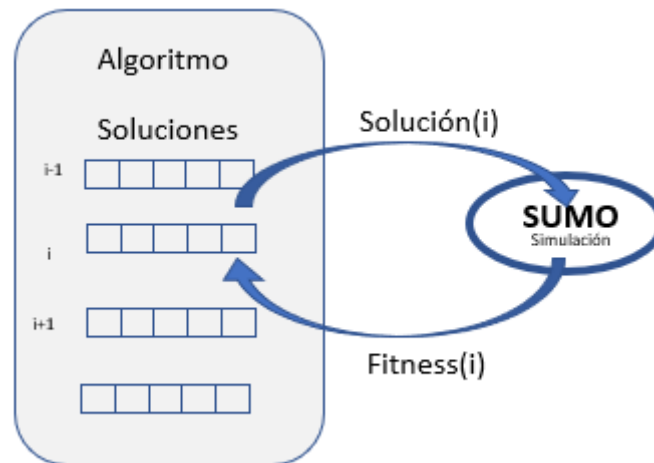 Algoritmo
Soluciones
i-1
i
i+1
Solución(i)
SUMO
Simulación
Fitness(i)